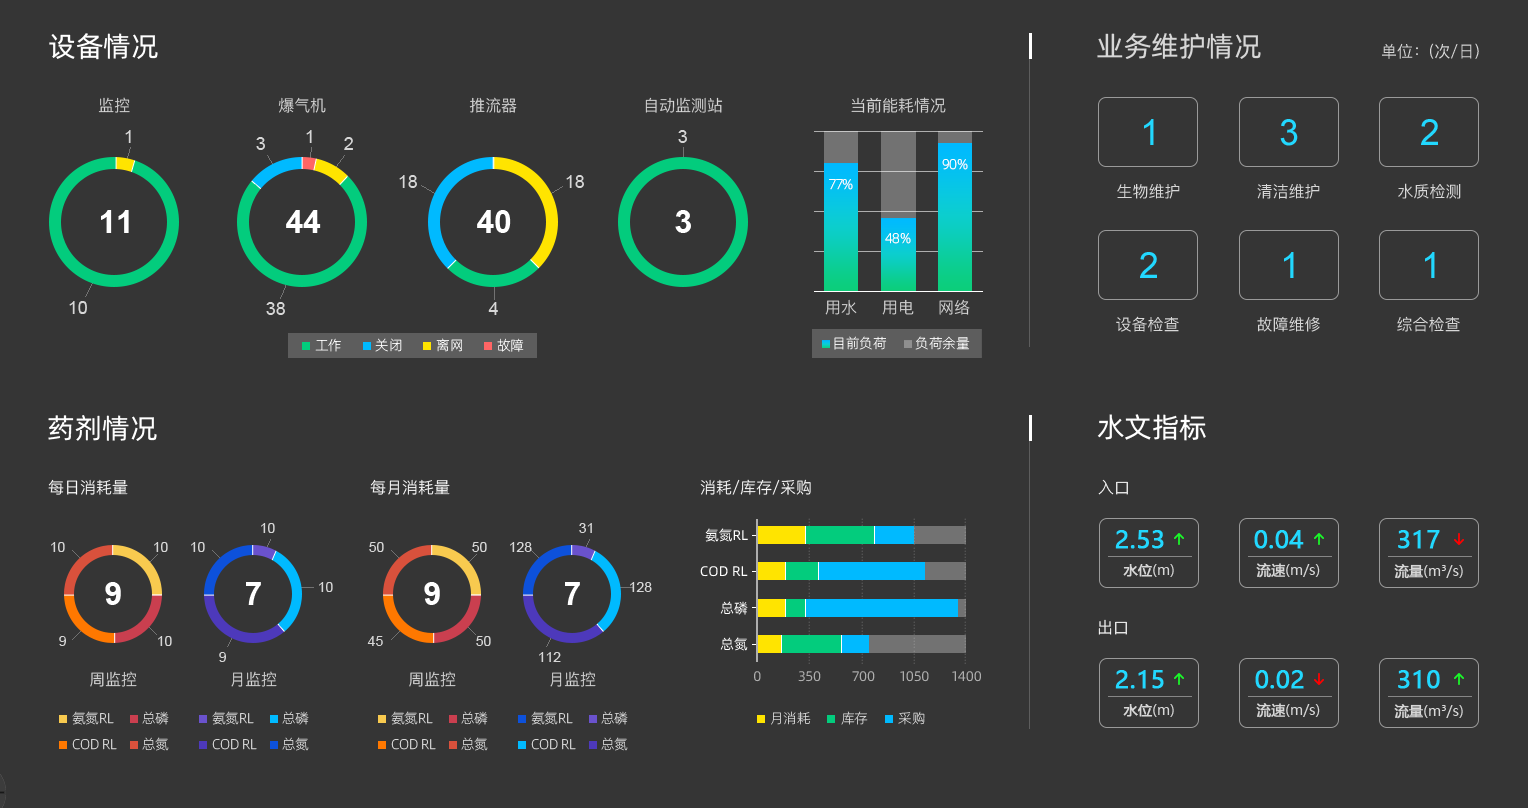 设备情况
监控
爆气机
推流器
自动监测站
当前能耗情况
1
11
10
3
1
2
44
38
18
18
40
4
3
3
77%
48%
90%
用水
用电
网络
工作
关闭
离网
故障
目前负荷
负荷余量
业务维护情况
单位:(次/日)
1
3
2
生物维护
清洁维护
水质检测
2
1
1
设备检查
故障维修
综合检查
药剂情况
每日消耗量
10
10
9
9
10
周监控
10
10
7
10
9
月监控
氨氮RL
总磷
COD RL
总氮
氨氮RL
总磷
COD RL
总氮
每月消耗量
50
50
9
45
50
周监控
31
128
7
128
112
月监控
氨氮RL
总磷
COD RL
总氮
氨氮RL
总磷
COD RL
总氮
消耗/库存/采购
氨氮RL
COD RL
总磷
总氮
0
350
700
1050
1400
月消耗
库存
采购
水文指标
入口
2.53
水位(m)
0.04
流速(m/s)
317
流量(m³/s)
出口
2.15
水位(m)
0.02
流速(m/s)
310
流量(m³/s)